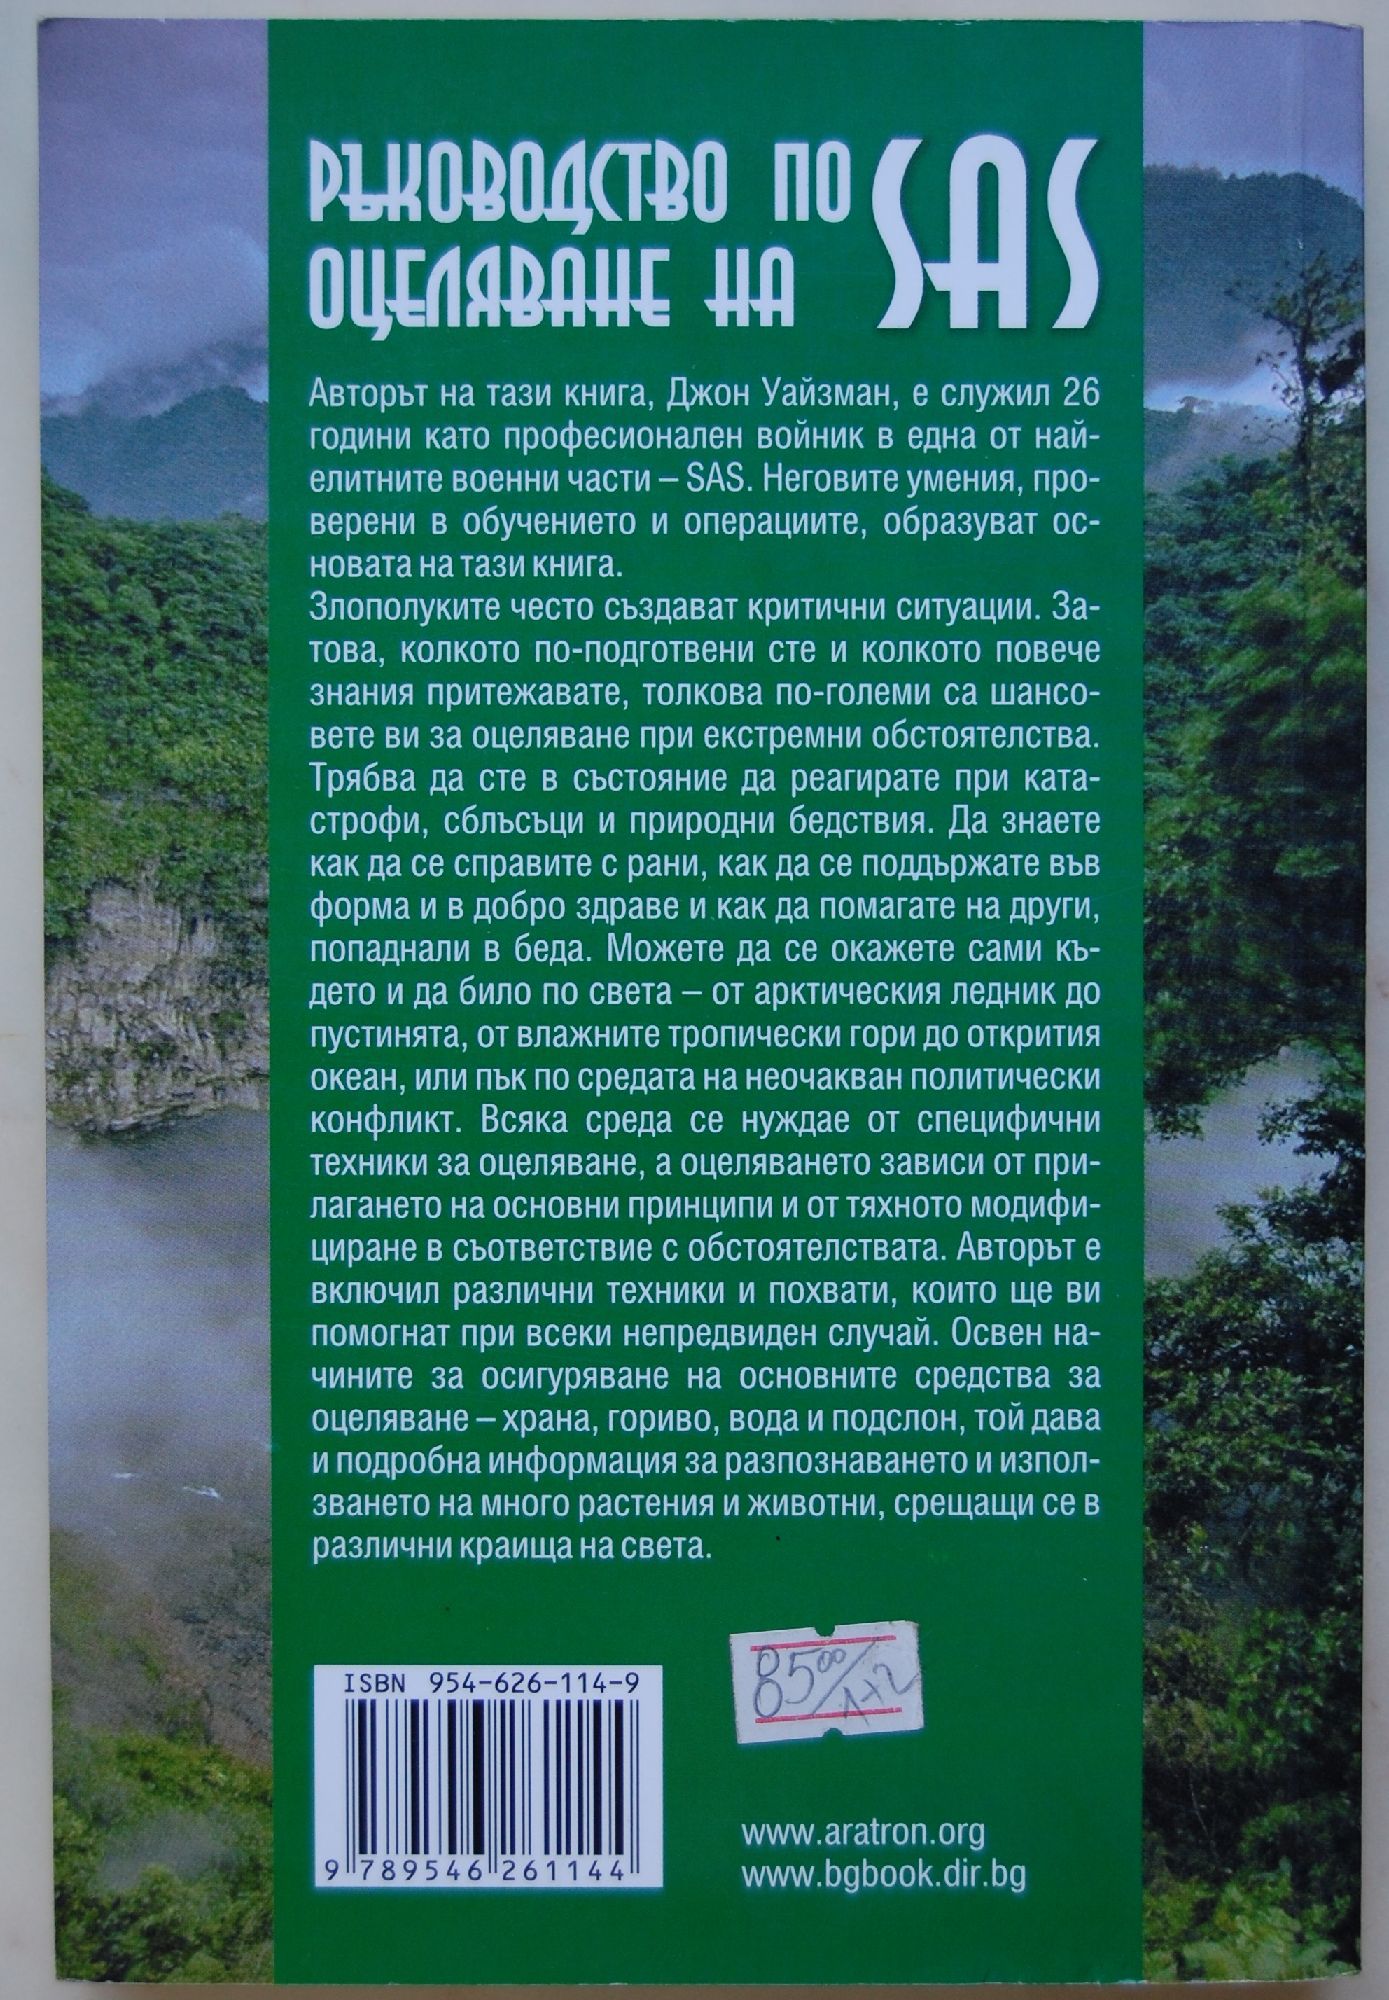 РЪКОВОДСТВО ПО
ОЦЕЛЯВАНЕ НА SAS
Авторът на тази книга, Джон Уайзман, е служил 26
години като професионален войник в една от най-
елитните военни части – SAS. Неговите умения, про-
верени в обучението и операциите, образуват ос-
новата на тази книга.
Злополуките често създават критични ситуации. За-
това, колкото по-подготвени сте и колкото повече
знания притежавате, толкова по-големи са шансо-
вете ви за оцеляване при екстремни обстоятелства.
Трябва да сте в състояние да реагирате при ката-
строфи, сблъсъци и природни бедствия. Да знаете
как да се справите с рани, как да се поддържате във
форма и в добро здраве и как да помагате на други,
попаднали в беда. Можете да се окажете сами къ-
дето и да било по света – от арктическия ледник до
пустинята, от влажните тропически гори до открития
океан, или пък по средата на неочакван политически
конфликт. Всяка среда се нуждае от специфични
техники за оцеляване, а оцеляването зависи от при-
лагането на основни принципи и от тяхното модифи-
циране в съответствие с обстоятелствата. Авторът е
включил различни техники и похвати, които ще ви
помогнат при всеки непредвиден случай. Освен на-
чините за осигуряване на основните средства за
оцеляване – храна, гориво, вода и подслон, той дава
и подробна информация за разпознаването и изпол-
зването на много растения и животни, срещащи се в
различни краища на света.
8500/1+2
ISBN 954-626-114-9
9 789546 261144
www.aratron.org
www.bgbook.dir.bg